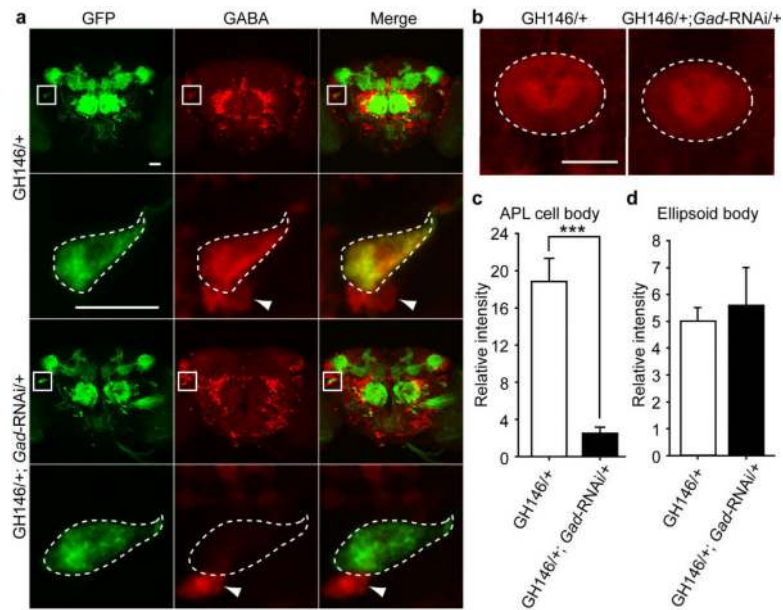 a
GFP
GABA
Merge
GH146/+
GH146/+; Gad-RNAi/+
b
GH146/+
GH146/+;Gad-RNAi/+
c
APL cell body
Relative intensity
24
20
16
12
8
4
0
***
GH146/+
GH146/+; Gad-RNAi/+
d
Ellipsoid body
Relative intensity
8
7
6
5
4
3
2
1
0
GH146/+
GH146/+; Gad-RNAi/+